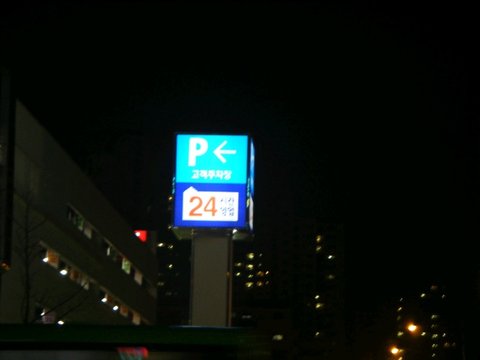 P ←
고객주차장
24 시간
영업